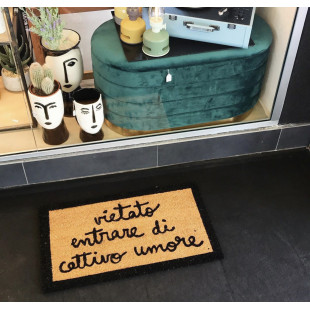 vietato
entrare di
cattivo umore